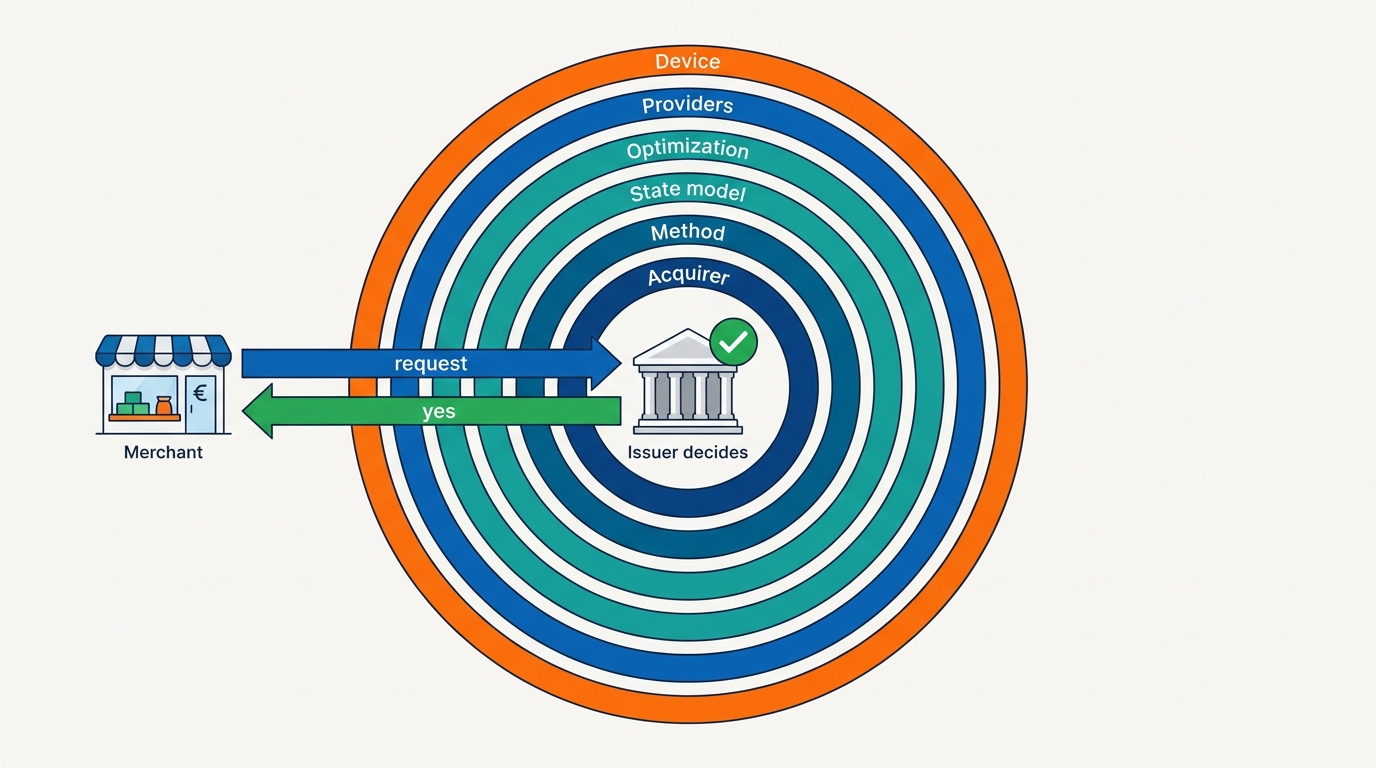 Device
Providers
Optimization
State model
Method
Acquirer
request
€
yes
Merchant
Issuer decides